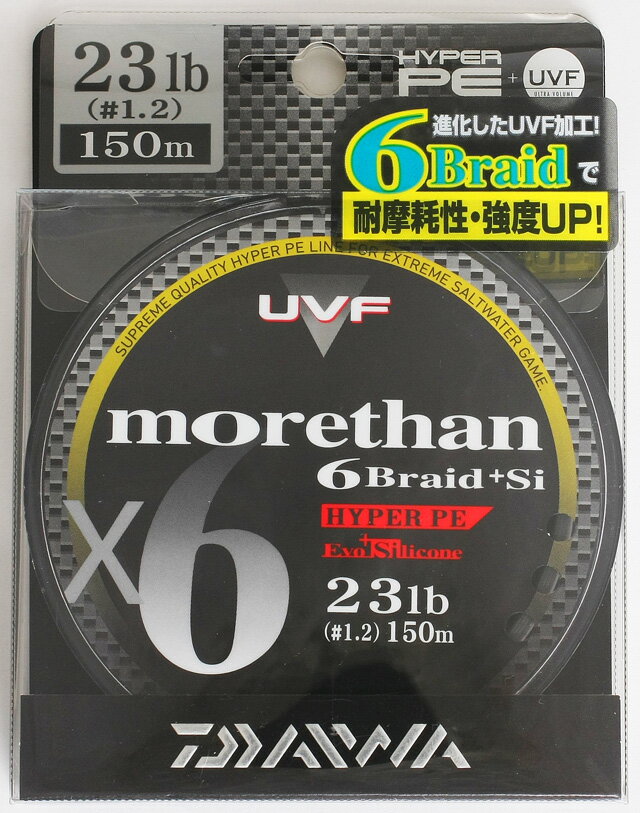 23lb
(#1.2)
150m
HYPER
PE + UVF
ULTRA VOLUME
進化したUVF加工!
6Braidで
耐摩耗性・強度UP!
SUPREME QUALITY HYPER PE LINE FOR EXTREME SALTWATER GAME.
UVF
morethan
6Braid+Si
X6
HYPER PE
Evo+Silicone
23lb
(#1.2) 150m
DAIWA